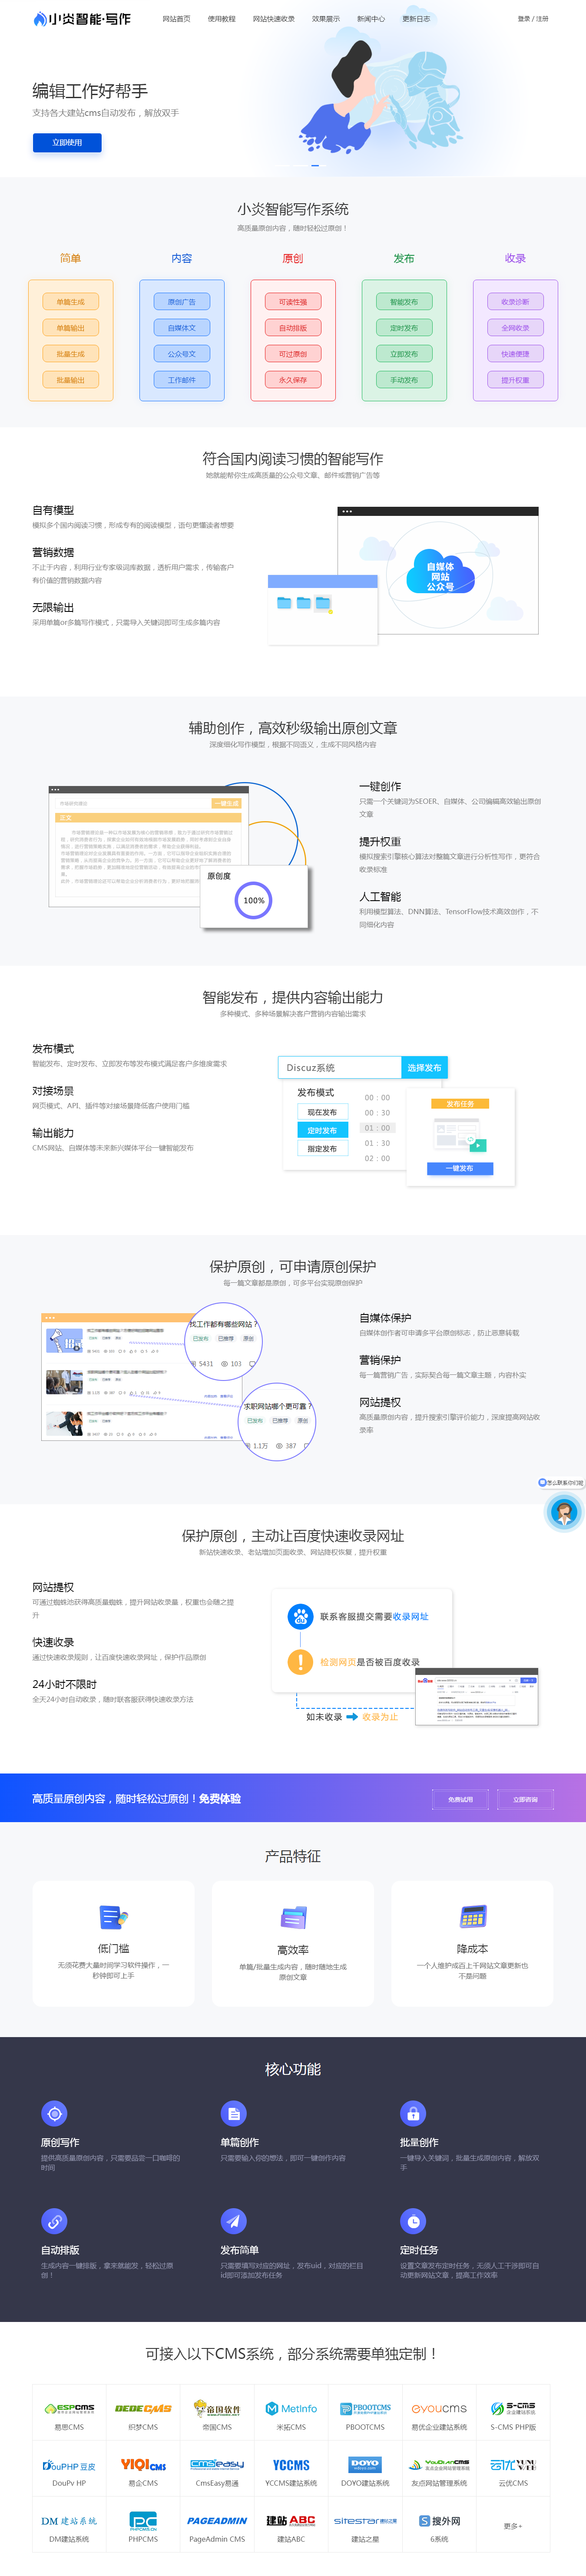 小炎智能·写作
网站首页 使用教程 网站快速收录 效果展示 新闻中心 更新日志 登录 / 注册
编辑工作好帮手
支持各大建站cms自动发布，解放双手
立即使用
小炎智能写作系统
高质量原创内容，随时轻松过原创！
简单 内容 原创 发布 收录
单篇生成 原创广告 可读性强 智能发布 收录诊断
单篇输出 自媒体文 自动排版 定时发布 全网收录
批量生成 公众号文 可过原创 立即发布 快速便捷
批量输出 工作邮件 永久保存 手动发布 提升权重
符合国内阅读习惯的智能写作
她就能帮你生成高质量的公众号文章、邮件或营销广告等
自有模型
模拟多个国内阅读习惯，形成专有的阅读模型，语句更懂读者想要
营销数据
不止于内容，利用行业专家级词库数据，透析用户需求，传输客户
有价值的营销数据内容
无限输出
采用单篇or多篇写作模式，只需导入关键词即可生成多篇内容
自媒体
网站
公众号
辅助创作，高效秒级输出原创文章
深度细化写作模型，根据不同语义，生成不同风格内容
一键生成
正文
原创度
100%
一键创作
只需一个关键词为SEOER、自媒体、公司编辑高效输出原创
文章
提升权重
模拟搜索引擎核心算法对整篇文章进行分析性写作，更符合
收录标准
人工智能
利用模型算法、DNN算法、TensorFlow技术高效创作，不
同细化内容
智能发布，提供内容输出能力
多种模式、多种场景解决客户营销内容输出需求
发布模式
智能发布、定时发布、立即发布等发布模式满足客户多维度需求
对接场景
网页模式、API、插件等对接场景降低客户使用门槛
输出能力
CMS网站、自媒体等未来新兴媒体平台一键智能发布
Discuz系统 选择发布
发布模式
现在发布
定时发布
指定发布
00 : 00
00 : 30
01 : 00
01 : 30
02 : 00
发布任务
一键发布
保护原创，可申请原创保护
每一篇文章都是原创，可多平台实现原创保护
找工作都有哪些网站？
已发布 已推荐 原创
5431 103
求职网站哪个更可靠？
已发布 已推荐 原创
1.1万 387
自媒体保护
自媒体创作者可申请多平台原创标志，防止恶意转载
营销保护
每一篇营销广告，实际契合每一篇文章主题，内容朴实
网站提权
高质量原创内容，提升搜索引擎评价能力，深度提高网站收
录率
怎么联系你们呢
保护原创，主动让百度快速收录网址
新站快速收录、老站增加页面收录、网站降权恢复，提升权重
网站提权
可通过蜘蛛池获得高质量蜘蛛，提升网站收录量，权重也会随之提
升
快速收录
通过快速收录规则，让百度快速收录网址，保护作品原创
24小时不限时
全天24小时自动收录，随时联客服获得快速收录方法
联系客服提交需要收录网址
检测网页是否被百度收录
如未收录 收录为止
高质量原创内容，随时轻松过原创！免费体验
免费试用 立即咨询
产品特征
低门槛
无须花费大量时间学习软件操作，一
秒钟即可上手
高效率
单篇/批量生成内容，随时随地生成
原创文章
降成本
一个人维护成百上千网站文章更新也
不是问题
核心功能
原创写作
提供高质量原创内容，只需要品尝一口咖啡的
时间
单篇创作
只需要输入你的想法，即可一键创作内容
批量创作
一键导入关键词，批量生成原创内容，解放双
手
自动排版
生成内容一键排版，拿来就能发，轻松过原
创！
发布简单
只需要填写对应的网址，发布uid，对应的栏目
id即可添加发布任务
定时任务
设置文章发布定时任务，无须人工干涉即可自
动更新网站文章，提高工作效率
可接入以下CMS系统，部分系统需要单独定制！
ESPCMS DEDECMS 帝国软件 MetInfo PBOOTCMS eyoucms S-CMS
易恩CMS 织梦CMS 帝国CMS 米拓CMS PBOOTCMS 易优企业建站系统 S-CMS PHP版
DouPHP 豆皮 YIQICMS cmseasy YCCMS DOYO YouDianCMS 云优
DouPv HP 易企CMS CmsEasy易通 YCCMS建站系统 DOYO建站系统 友点网站管理系统 云优CMS
DM 建站系统 PC PAGEADMIN 建站ABC sitestar 搜外网
DM建站系统 PHPCMS PageAdmin CMS 建站ABC 建站之星 6系统 更多+